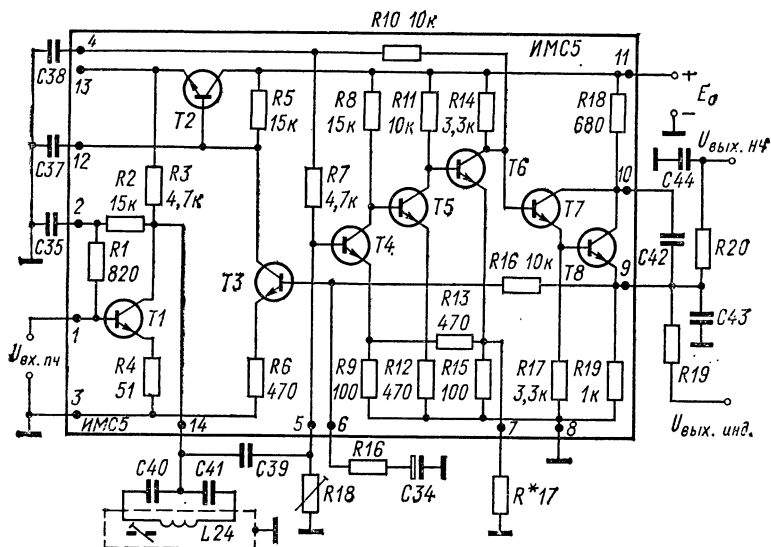 R10 10к
ИМС5
4
13
11
+
E0
-
C38
T2
R5
15к
R8
15к
R11
10к
R14
3,3к
R18
680
Uвых. нч
C37
12
R3
4,7к
R7
4,7к
T6
10
C44
2
R2
15к
T5
T7
C35
R1
820
T4
T8
C42
R20
T3
R16 10к
9
1
T1
R13
470
C43
Uвх. пч
R4
51
R6
470
R9
100
R12
470
R15
100
R17
3,3к
R19
1к
R19
3
ИМС5
14
5
6
7
8
Uвых. инд.
C40
C41
C39
R16
C34
R18
R*17
L24